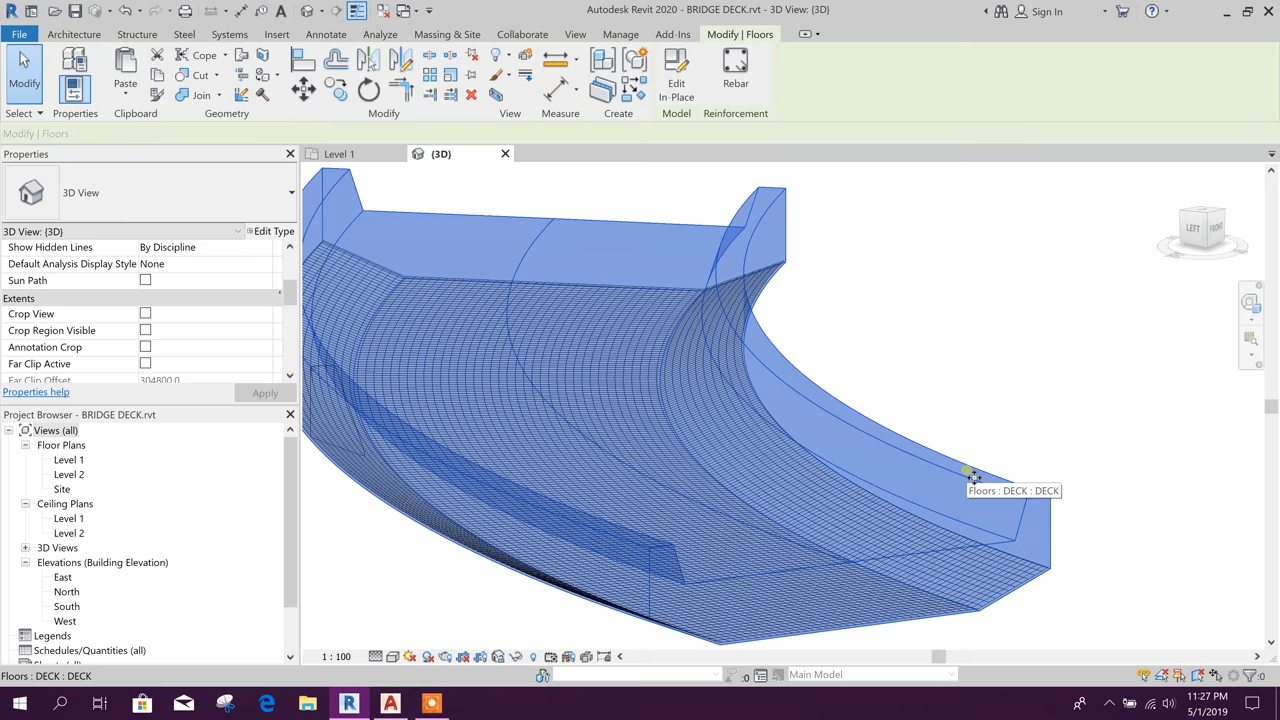 Autodesk Revit 2020 - BRIDGE DECK.rvt - 3D View: {3D}
Sign In
File Architecture Structure Steel Systems Insert Annotate Analyze Massing & Site Collaborate View Manage Add-Ins Modify | Floors
Modify
Paste
Cope
Cut
Join
Edit
In-Place
Rebar
Select Properties Clipboard Geometry Modify View Measure Create Model Reinforcement
Modify | Floors
Properties
Level 1
{3D}
3D View
3D View: {3D}
Edit Type
Show Hidden Lines By Discipline
Default Analysis Display Style None
Sun Path
Extents
Crop View
Crop Region Visible
Annotation Crop
Far Clip Active
Far Clip Offset 304800.0
Properties help
Apply
Project Browser - BRIDGE DECK.rvt
Views (all)
Floor Plans
Level 1
Level 2
Site
Ceiling Plans
Level 1
Level 2
3D Views
Elevations (Building Elevation)
East
North
South
West
Legends
Schedules/Quantities (all)
LEFT FRONT
Floors : DECK : DECK
1 : 100
Floors : DECK : DECK
:0
Main Model
:0
11:27 PM
5/1/2019